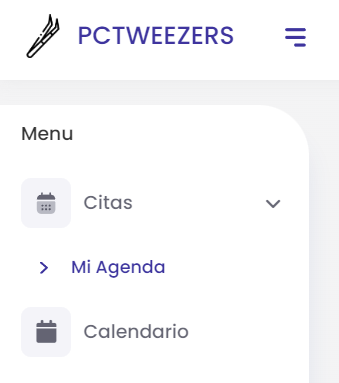 PCTWEEZERS
Menu
Citas
Mi Agenda
Calendario